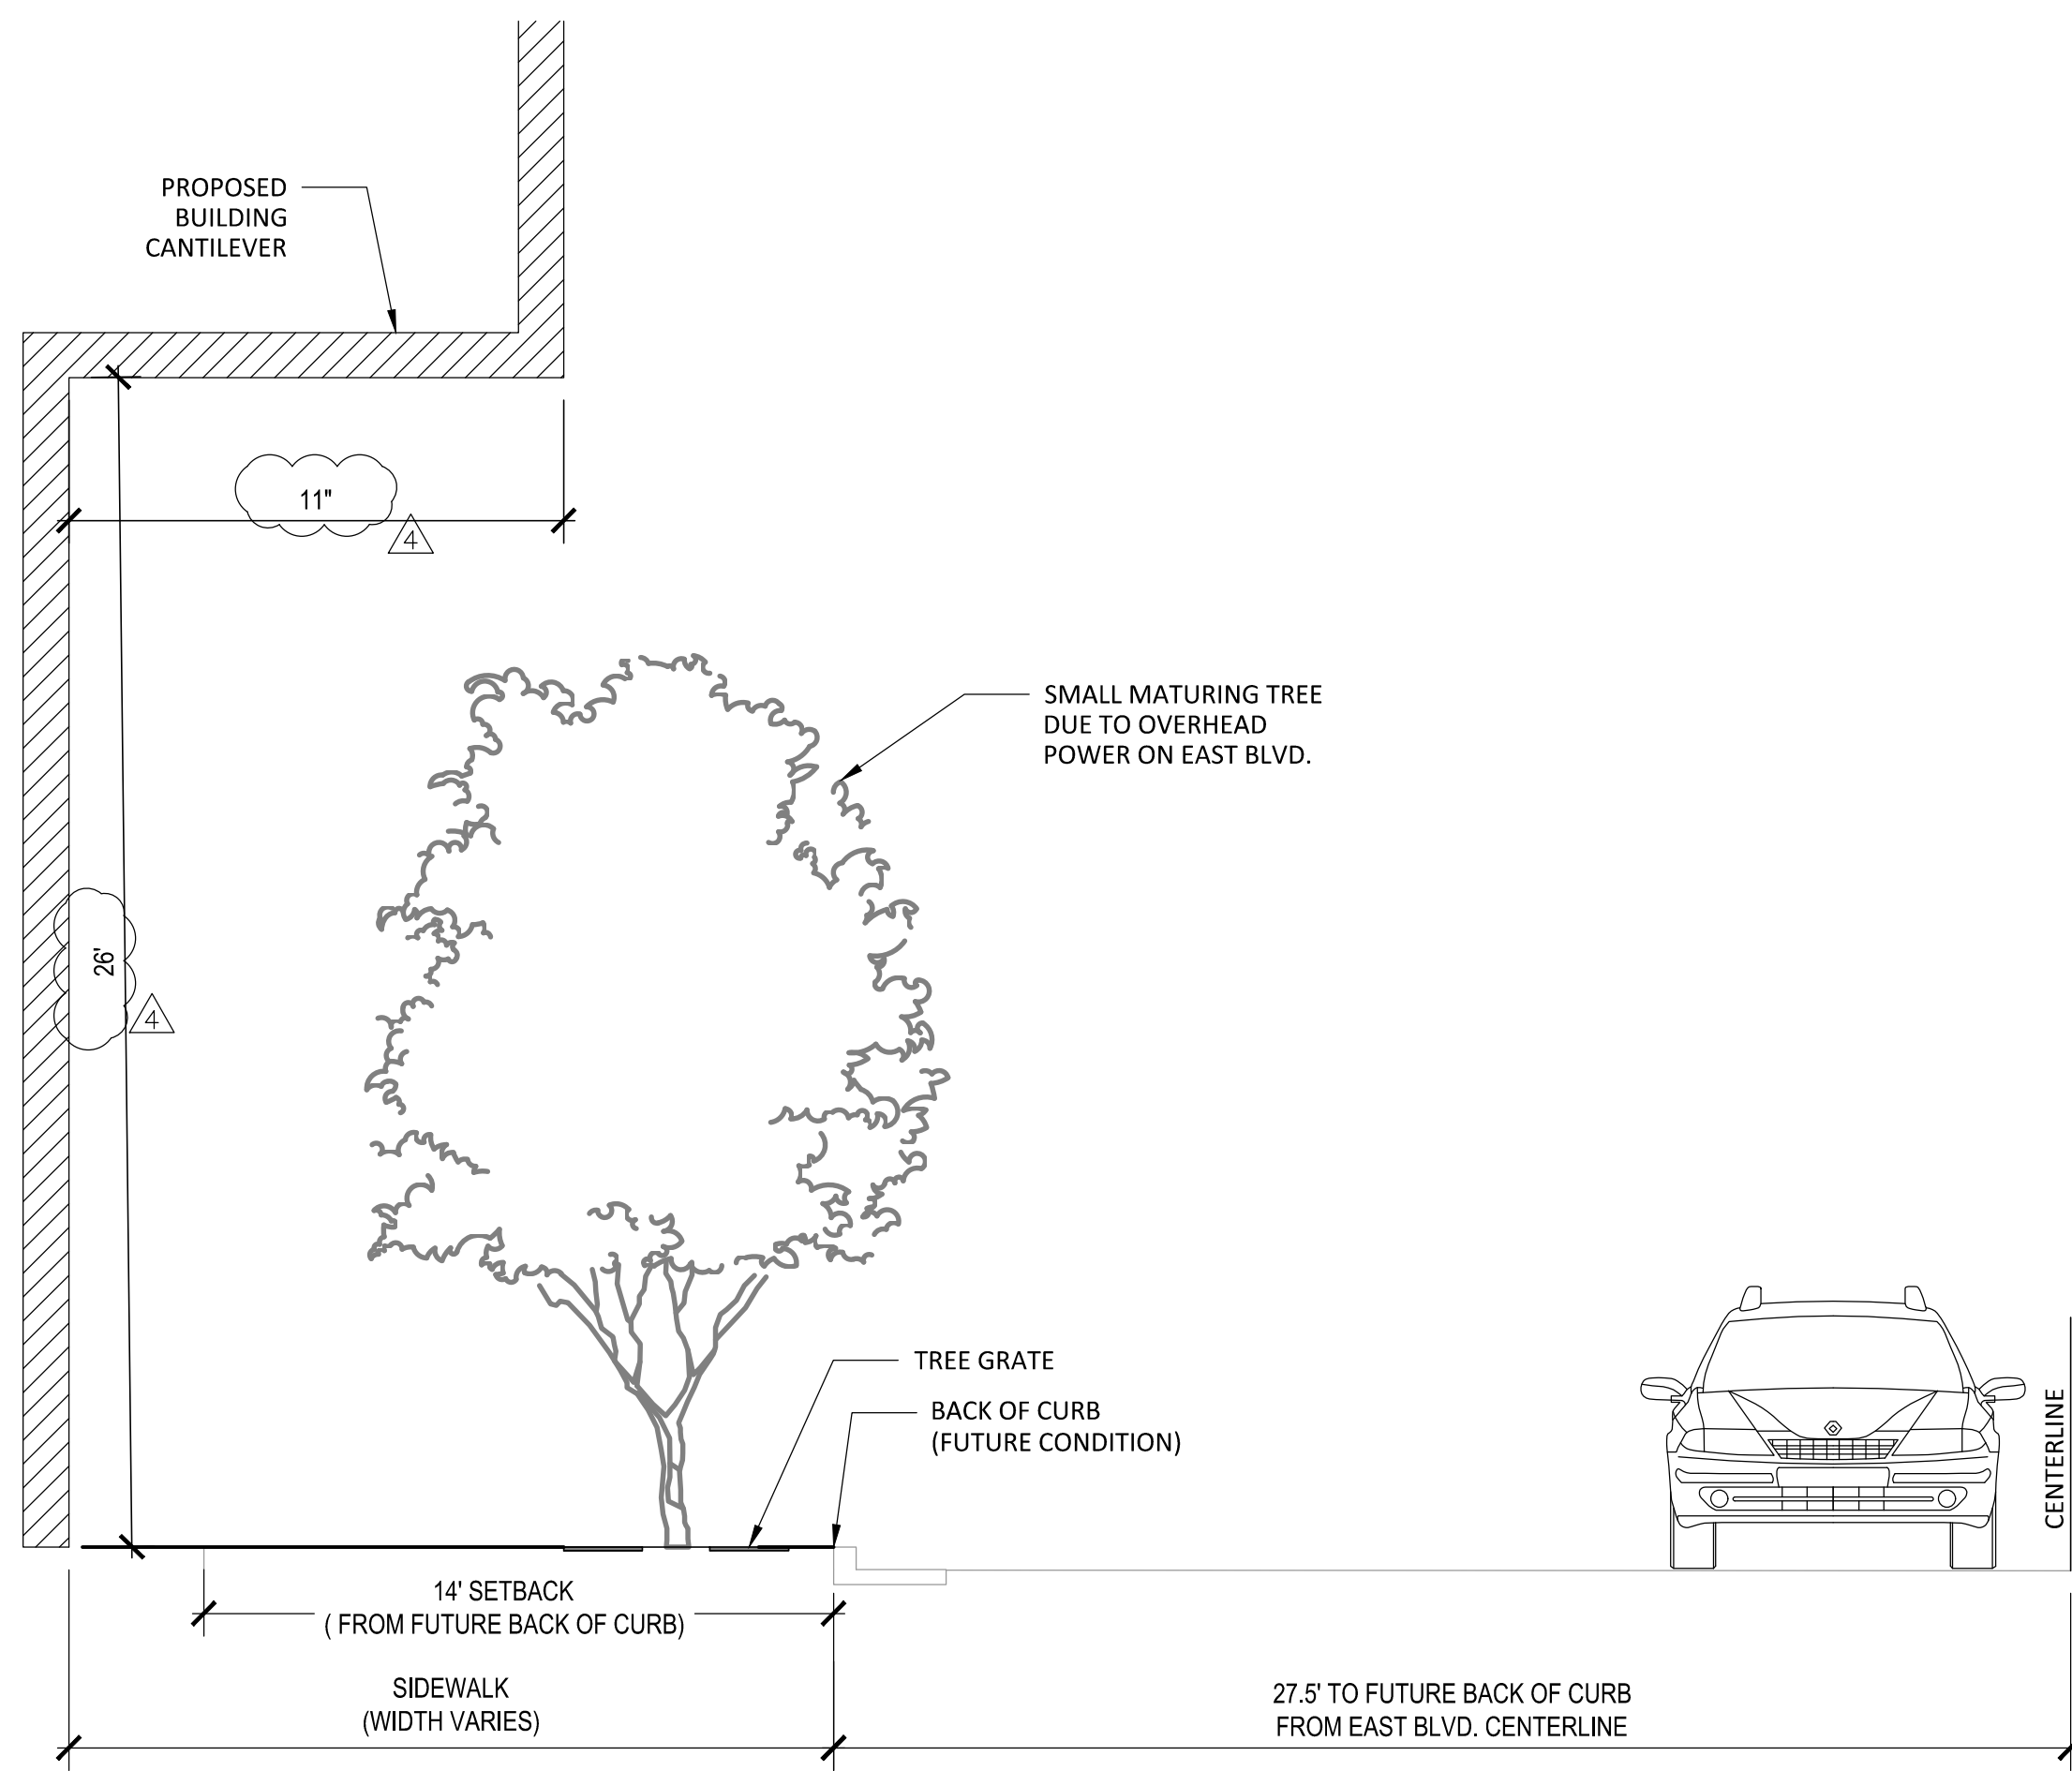 PROPOSED
BUILDING
CANTILEVER
11"
4
SMALL MATURING TREE
DUE TO OVERHEAD
POWER ON EAST BLVD.
26'
4
TREE GRATE
BACK OF CURB
(FUTURE CONDITION)
CENTERLINE
14' SETBACK
( FROM FUTURE BACK OF CURB)
SIDEWALK
(WIDTH VARIES)
27.5' TO FUTURE BACK OF CURB
FROM EAST BLVD. CENTERLINE